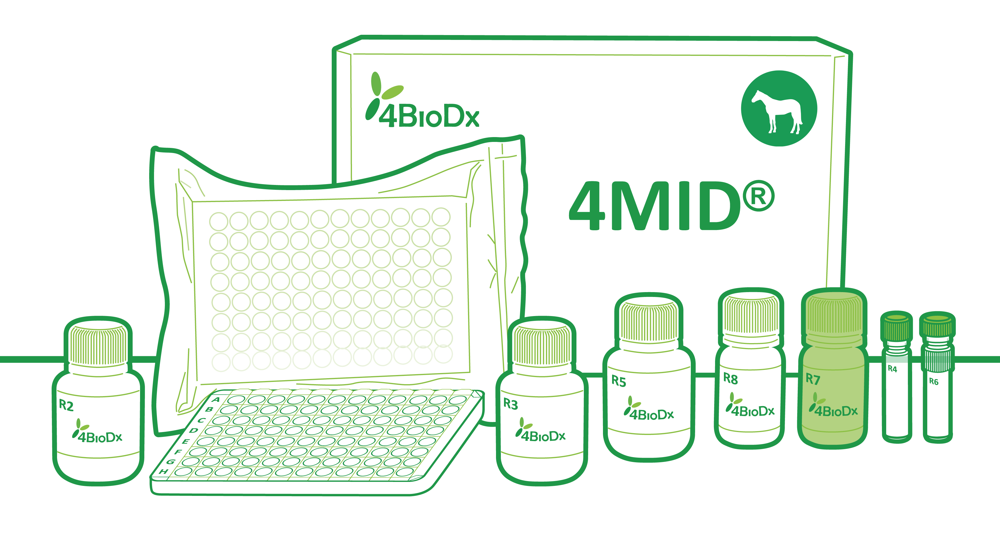 4BioDx
4MID®
R2
4BioDx
A
B
C
D
E
F
G
H
R3
4BioDx
R5
4BioDx
R8
4BioDx
R7
4BioDx
R4
R6